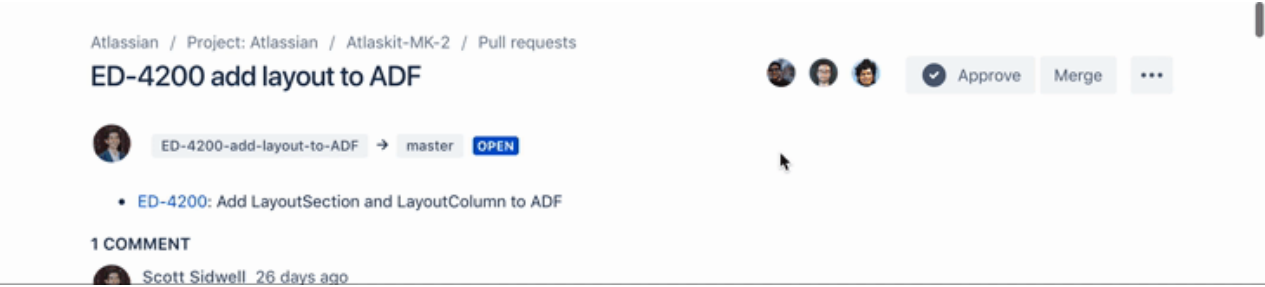 Atlassian / Project: Atlassian / Atlaskit-MK-2 / Pull requests
ED-4200 add layout to ADF
Approve Merge
ED-4200-add-layout-to-ADF → master OPEN
• ED-4200: Add LayoutSection and LayoutColumn to ADF
1 COMMENT
Scott Sidwell 26 days ago